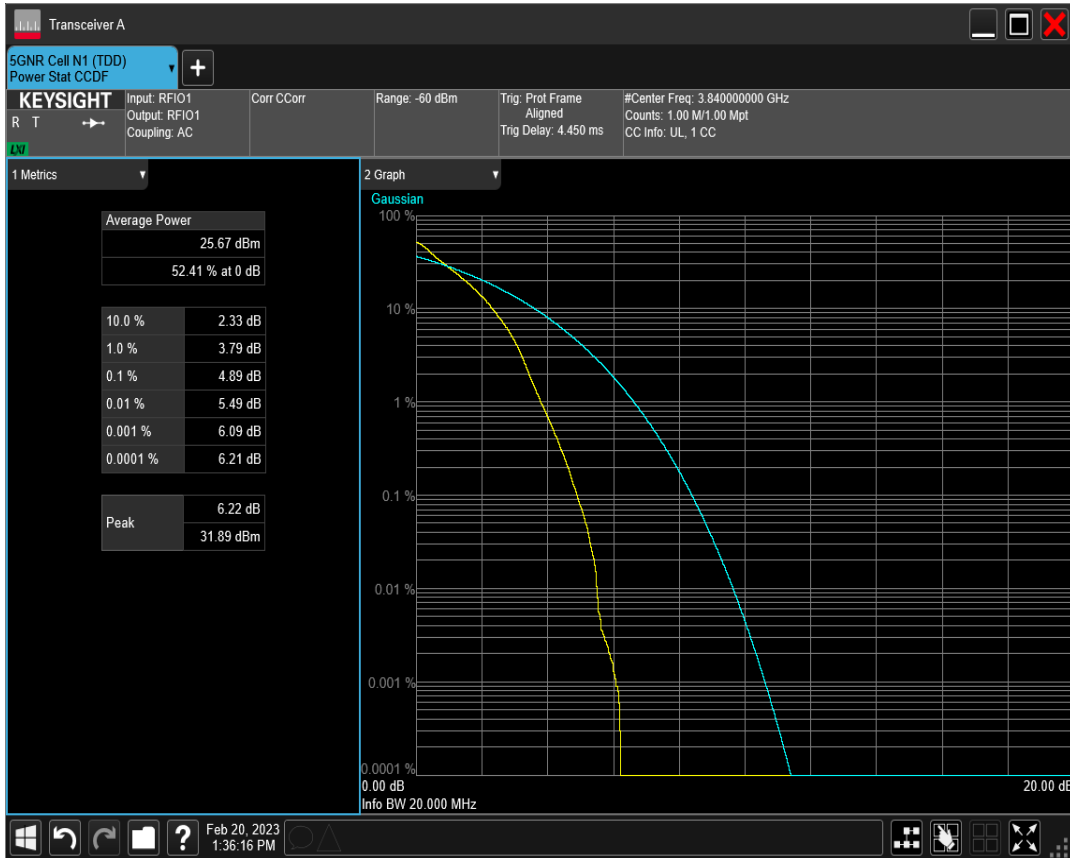 Transceiver A
5GNR Cell N1 (TDD)
Power Stat CCDF
KEYSIGHT
R T
LXI
Input: RFIO1
Output: RFIO1
Coupling: AC
Corr CCorr
Range: -60 dBm
Trig: Prot Frame
Aligned
Trig Delay: 4.450 ms
#Center Freq: 3.840000000 GHz
Counts: 1.00 M/1.00 Mpt
CC Info: UL, 1 CC
1 Metrics
Average Power
25.67 dBm
52.41 % at 0 dB
10.0 % 2.33 dB
1.0 % 3.79 dB
0.1 % 4.89 dB
0.01 % 5.49 dB
0.001 % 6.09 dB
0.0001 % 6.21 dB
Peak 6.22 dB
31.89 dBm
2 Graph
Gaussian
100 %
10 %
1 %
0.1 %
0.01 %
0.001 %
0.0001 %
0.00 dB 20.00 dB
Info BW 20.000 MHz
?
Feb 20, 2023
1:36:16 PM